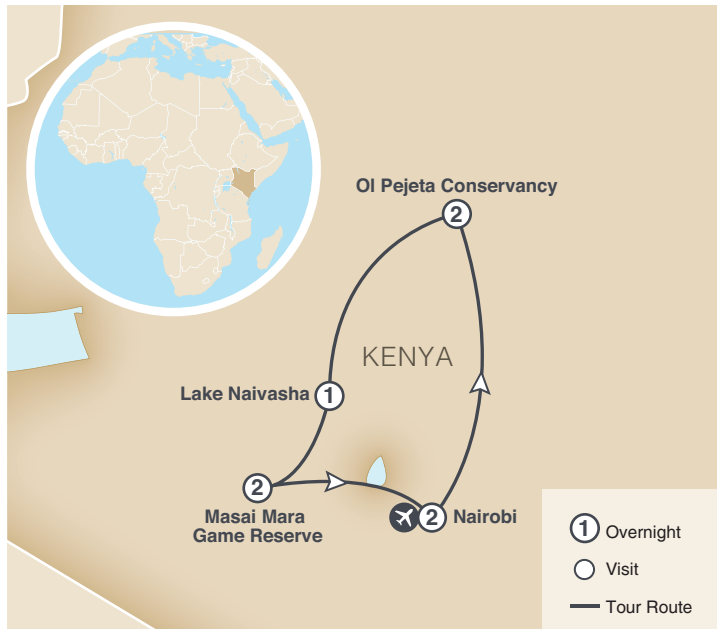 Ol Pejeta Conservancy
2
KENYA
Lake Naivasha
1
2
Masai Mara
Game Reserve
2
Nairobi
1
Overnight
Visit
Tour Route